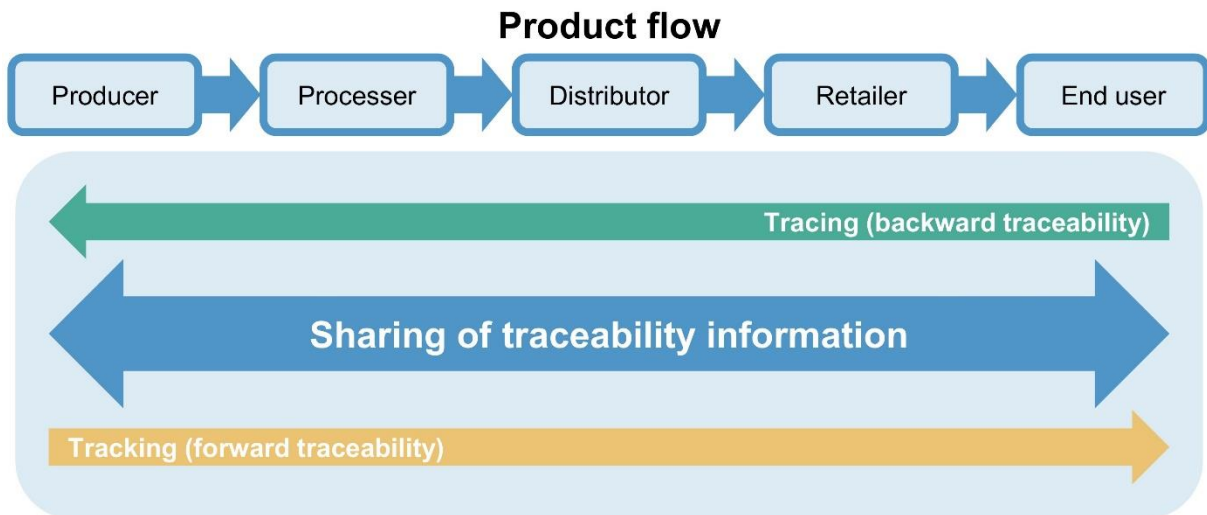 Product flow
Producer
Processer
Distributor
Retailer
End user
Tracing (backward traceability)
Sharing of traceability information
Tracking (forward traceability)